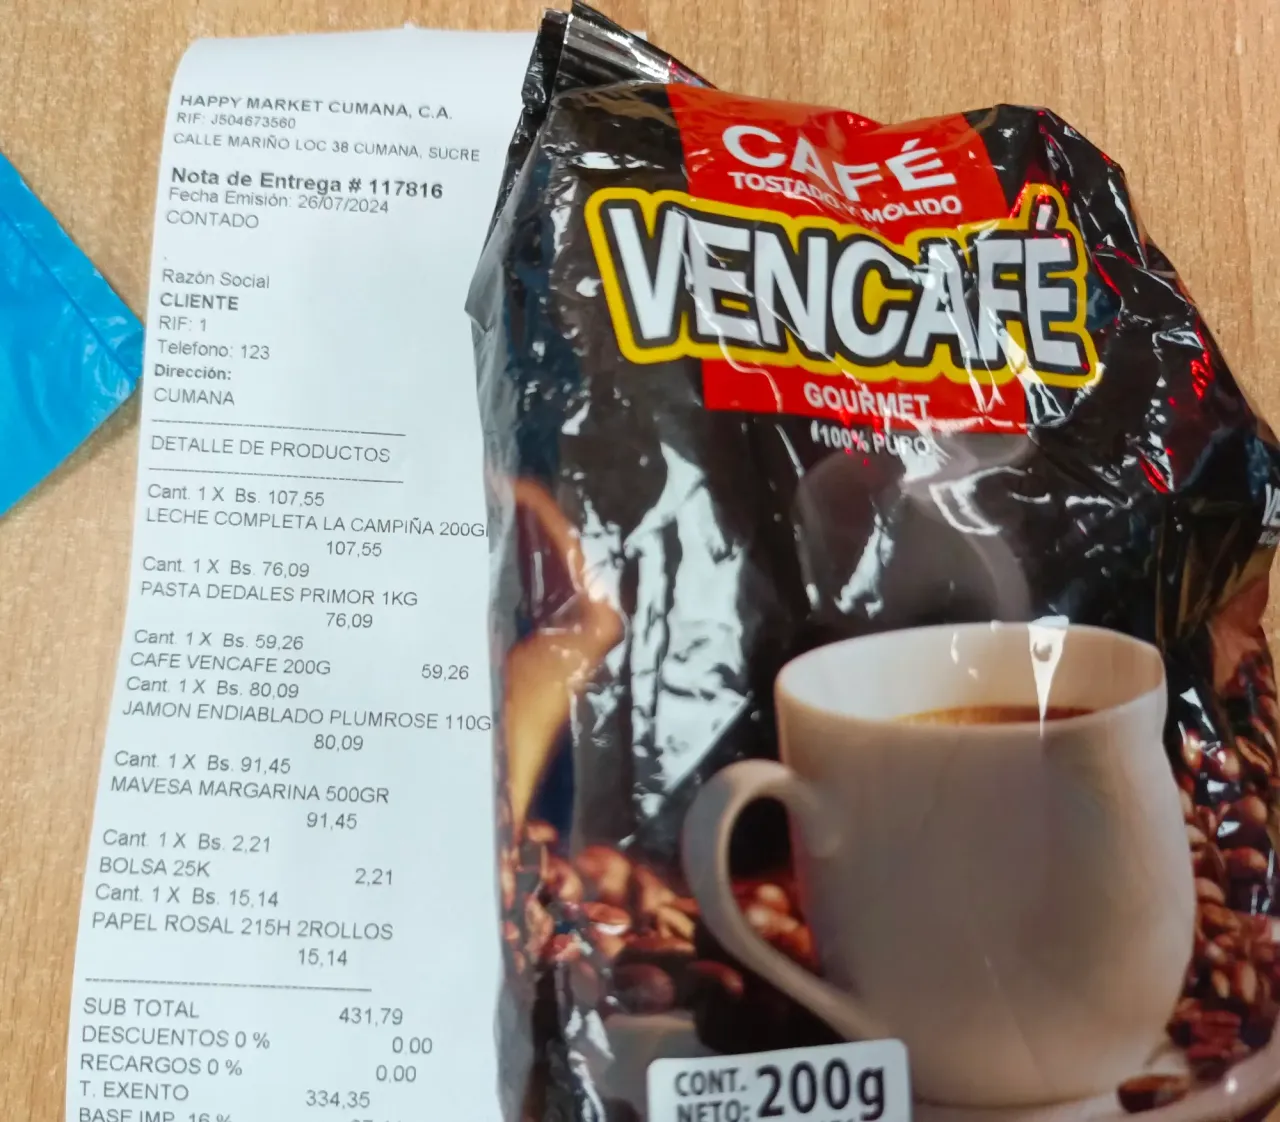 HAPPY MARKET CUMANA, C.A.
RIF: J504673560
CALLE MARIÑO LOC 38 CUMANA, SUCRE
Nota de Entrega # 117816
Fecha Emisión: 26/07/2024
CONTADO
Razón Social
CLIENTE
RIF: 1
Telefono: 123
Dirección:
CUMANA
DETALLE DE PRODUCTOS
Cant. 1 X Bs. 107,55
LECHE COMPLETA LA CAMPIÑA 200G
107,55
Cant. 1 X Bs. 76,09
PASTA DEDALES PRIMOR 1KG
76,09
Cant. 1 X Bs. 59,26
CAFE VENCAFE 200G 59,26
Cant. 1 X Bs. 80,09
JAMON ENDIABLADO PLUMROSE 110G
80,09
Cant. 1 X Bs. 91,45
MAVESA MARGARINA 500GR
91,45
Cant. 1 X Bs. 2,21
BOLSA 25K 2,21
Cant. 1 X Bs. 15,14
PAPEL ROSAL 215H 2ROLLOS
15,14
SUB TOTAL 431,79
DESCUENTOS 0 % 0.00
RECARGOS 0 % 0,00
T. EXENTO 334,35
BASE IMP. 16 %
CAFÉ
TOSTADO Y MOLIDO
VENCAFÉ
GOURMET
100% PURO
CONT. 200g
NETO: